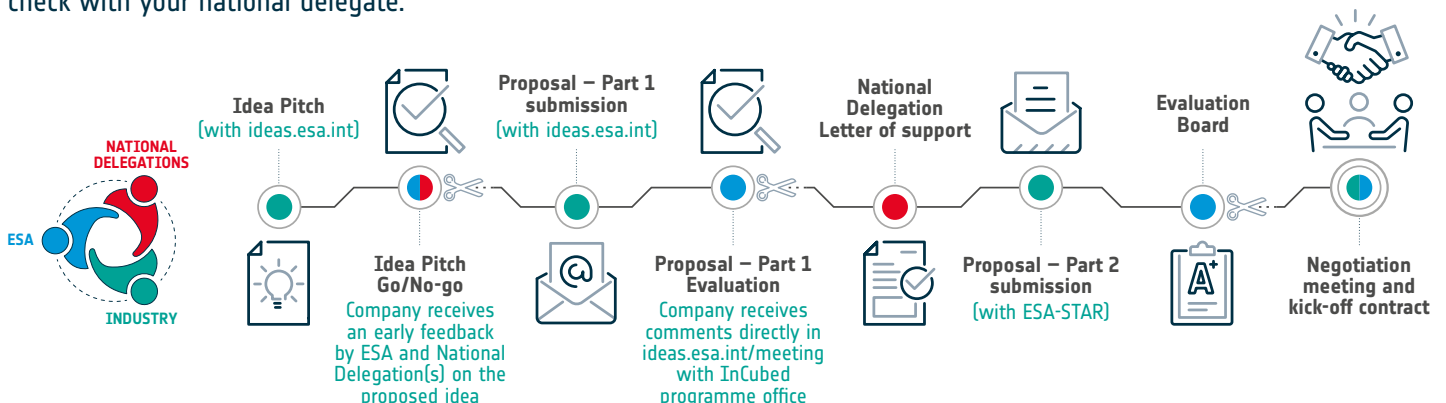 check with your national delegate.
NATIONAL
DELEGATIONS
ESA
INDUSTRY
Idea Pitch
(with ideas.esa.int)
Idea Pitch
Go/No-go
Company receives
an early feedback
by ESA and National
Delegation(s) on the
proposed idea
Proposal – Part 1
submission
(with ideas.esa.int)
@
Proposal – Part 1
Evaluation
Company receives
comments directly in
ideas.esa.int/meeting
with InCubed
programme office
National
Delegation
Letter of support
Proposal – Part 2
submission
(with ESA-STAR)
Evaluation
Board
A+
Negotiation
meeting and
kick-off contract